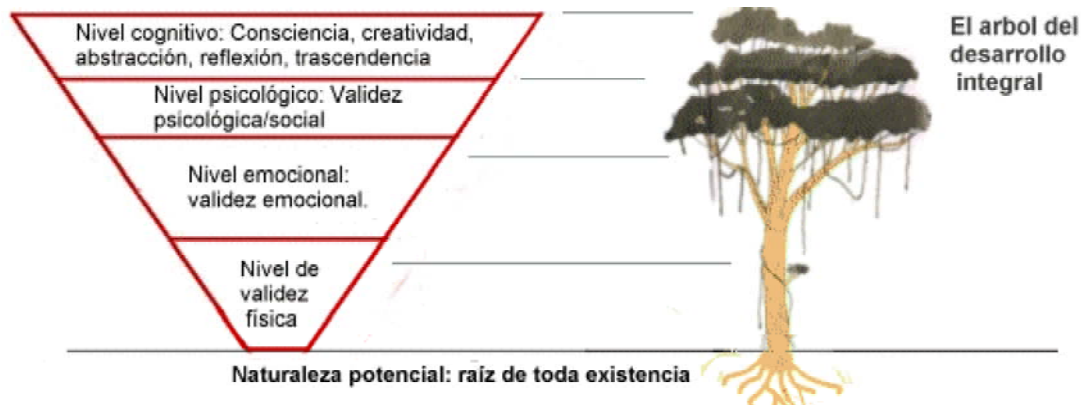 Nivel cognitivo: Consciencia, creatividad,
abstracción, reflexión, trascendencia
Nivel psicológico: Validez
psicológica/social
Nivel emocional:
validez emocional.
Nivel de
validez
física
Naturaleza potencial: raíz de toda existencia
El arbol del
desarrollo
integral